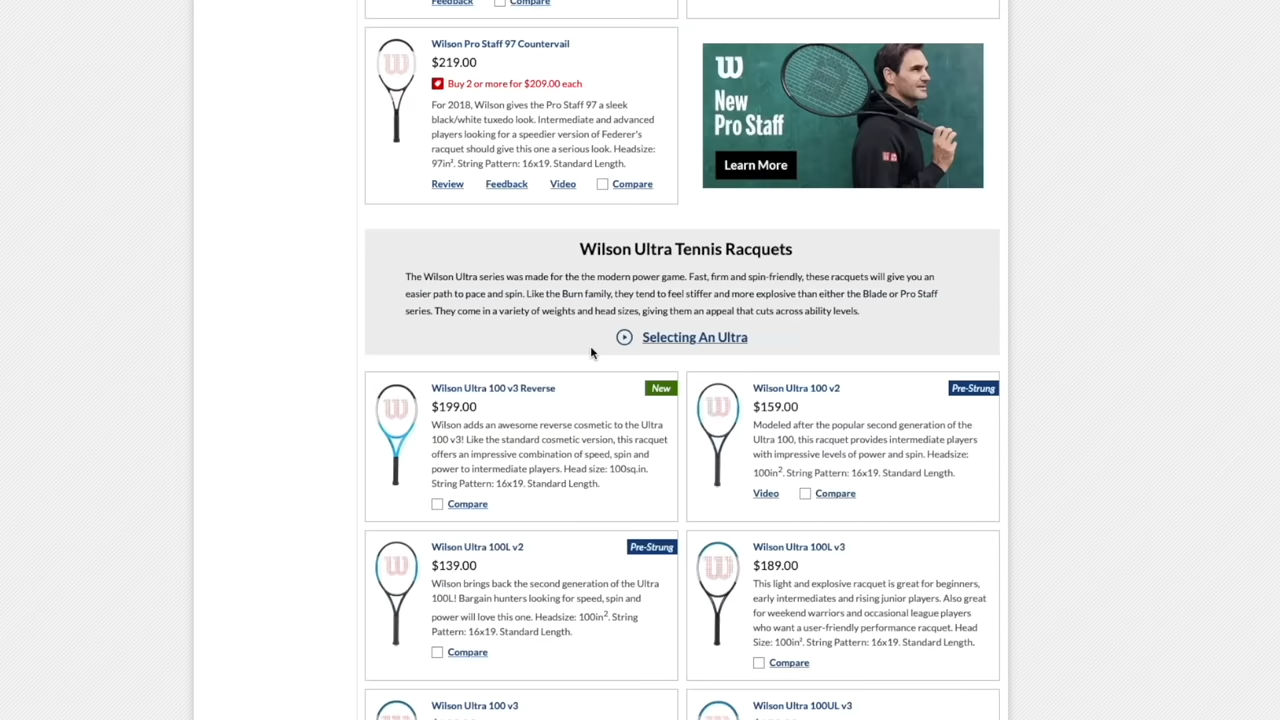 Feedback Compare
Wilson Pro Staff 97 Countervail
$219.00
Buy 2 or more for $209.00 each
For 2018, Wilson gives the Pro Staff 97 a sleek
black/white tuxedo look. Intermediate and advanced
players looking for a speedier version of Federer's
racquet should give this one a serious look. Headsize:
97in². String Pattern: 16x19. Standard Length.
Review Feedback Video Compare
W
New
Pro Staff
Learn More
Wilson Ultra Tennis Racquets
The Wilson Ultra series was made for the the modern power game. Fast, firm and spin-friendly, these racquets will give you an
easier path to pace and spin. Like the Burn family, they tend to feel stiffer and more explosive than either the Blade or Pro Staff
series. They come in a variety of weights and head sizes, giving them an appeal that cuts across ability levels.
Selecting An Ultra
Wilson Ultra 100 v3 Reverse
New
$199.00
Wilson adds an awesome reverse cosmetic to the Ultra
100 v3! Like the standard cosmetic version, this racquet
offers an impressive combination of speed, spin and
power to intermediate players. Head size: 100sq.in.
String Pattern: 16x19. Standard Length.
Compare
Wilson Ultra 100 v2
Pre-Strung
$159.00
Modeled after the popular second generation of the
Ultra 100, this racquet provides intermediate players
with impressive levels of power and spin. Headsize:
100in². String Pattern: 16x19. Standard Length.
Video Compare
Wilson Ultra 100L v2
Pre-Strung
$139.00
Wilson brings back the second generation of the Ultra
100L! Bargain hunters looking for speed, spin and
power will love this one. Headsize: 100in². String
Pattern: 16x19. Standard Length.
Compare
Wilson Ultra 100L v3
$189.00
This light and explosive racquet is great for beginners,
early intermediates and rising junior players. Also great
for weekend warriors and occasional league players
who want a user-friendly performance racquet. Head
Size: 100in². String Pattern: 16x19. Standard Length.
Compare
Wilson Ultra 100 v3
Wilson Ultra 100UL v3